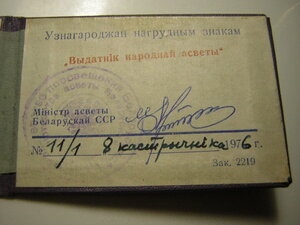 Узнагароджан нагрудным знакам
„Выдатнік народнай асветы“
Міністр асветы
Беларускай ССР
№ 11/1 8 кастрычніка 1976 г.
Зак. 2219